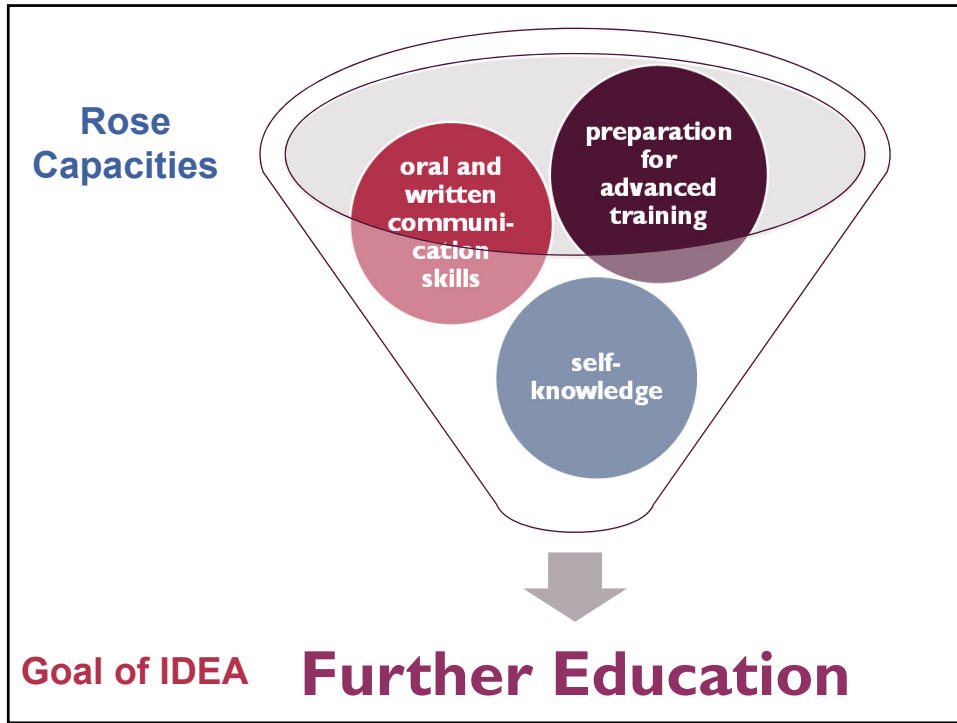 Rose
Capacities
oral and
written
communi-
cation
skills
preparation
for
advanced
training
self-
knowledge
Goal of IDEA
Further Education